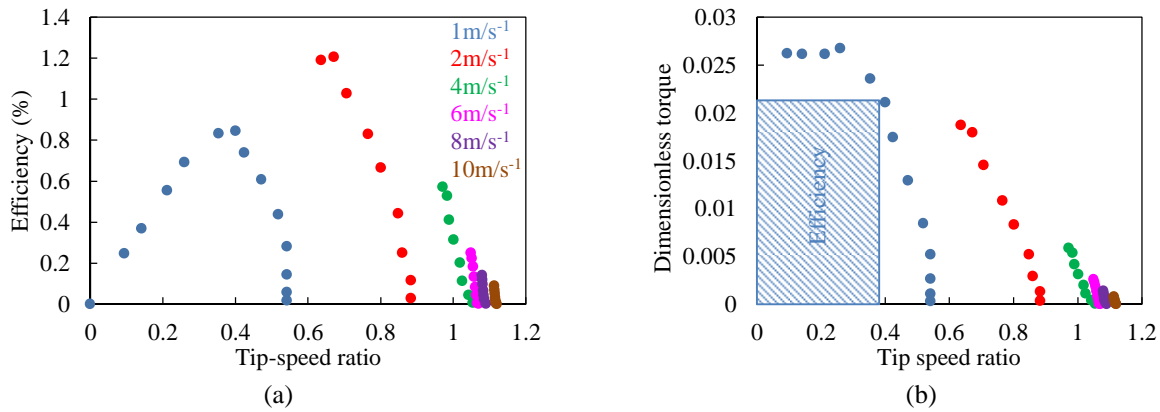 1.4
1.2
1
0.8
0.6
0.4
0.2
0
Efficiency (%)
0
0.2
0.4
0.6
0.8
1
1.2
Tip-speed ratio
1m/s-1
2m/s-1
4m/s-1
6m/s-1
8m/s-1
10m/s-1
(a)
0.03
0.025
0.02
0.015
0.01
0.005
0
Dimensionless torque
Efficiency
0
0.2
0.4
0.6
0.8
1
1.2
Tip speed ratio
(b)